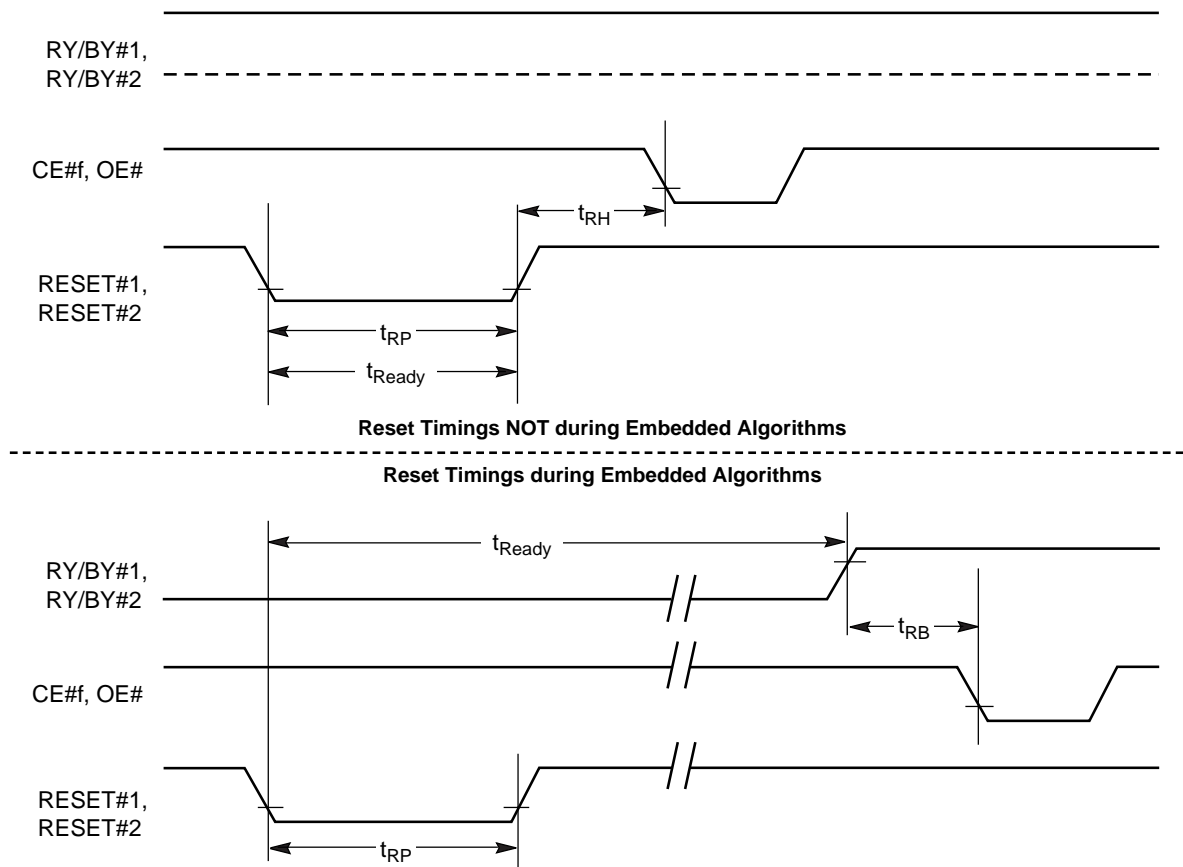 RY/BY#1,
RY/BY#2
CE#f, OE#
tRH
RESET#1,
RESET#2
tRP
tReady
Reset Timings NOT during Embedded Algorithms
Reset Timings during Embedded Algorithms
tReady
RY/BY#1,
RY/BY#2
tRB
CE#f, OE#
RESET#1,
RESET#2
tRP